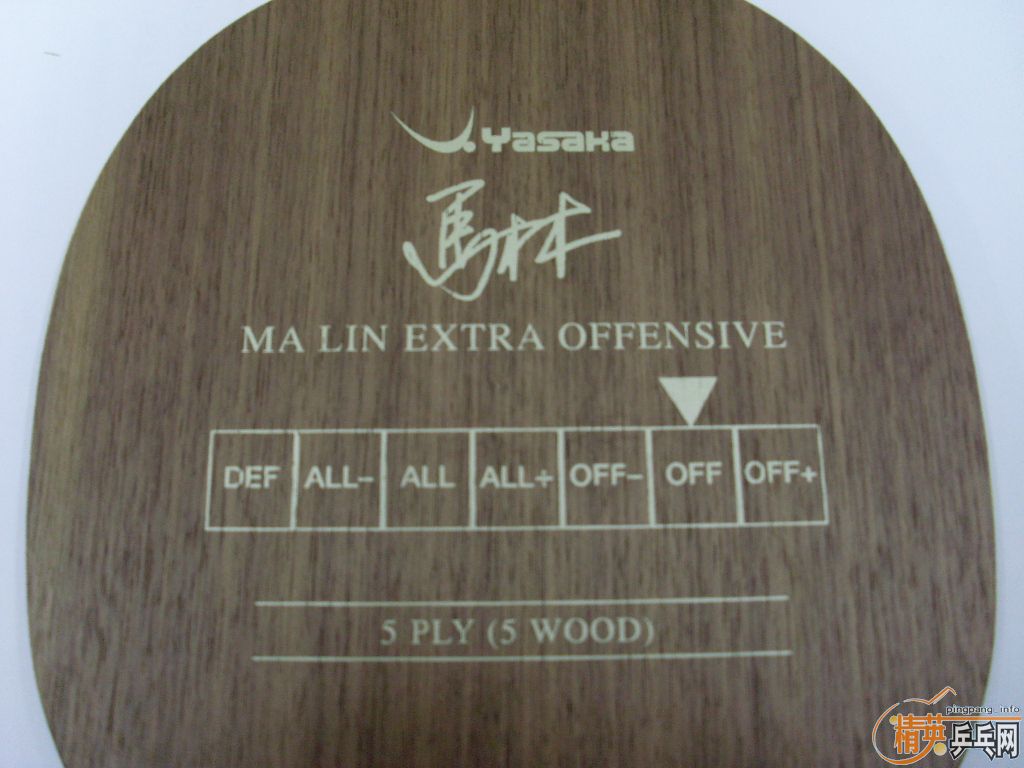 Yasaka
馬林
MA LIN EXTRA OFFENSIVE
DEF ALL- ALL ALL+ OFF- OFF OFF+
5 PLY (5 WOOD)
pingpang_info
精英乒乓网